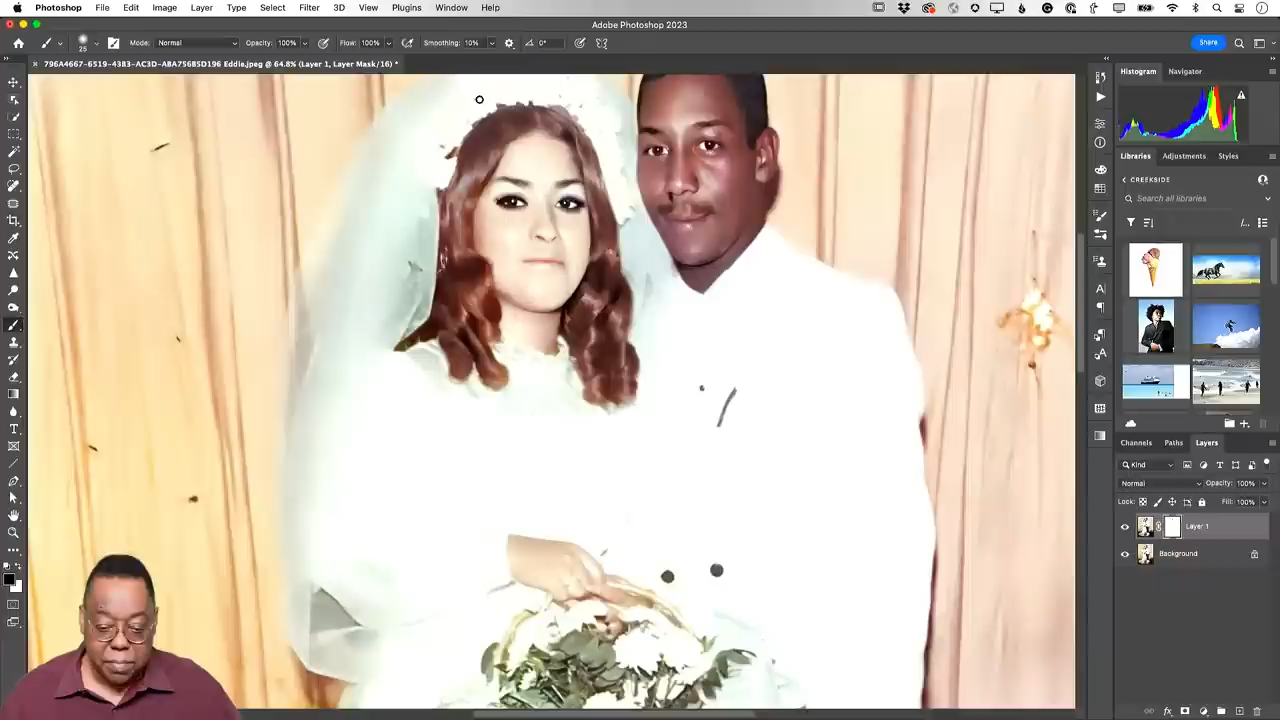 Photoshop File Edit Image Layer Type Select Filter 3D View Plugins Window Help
Adobe Photoshop 2023
25 Mode: Normal Opacity: 100% Flow: 100% Smoothing: 10% 0° Share
796A4667-6519-43B3-AC3D-ABA756B5D196 Eddie.jpeg @ 64.8% (Layer 1, Layer Mask/16) *
Histogram Navigator
Libraries Adjustments Styles
CREEKSIDE
Search all libraries
Channels Paths Layers
Kind
Normal Opacity: 100%
Lock: Fill: 100%
Layer 1
Background